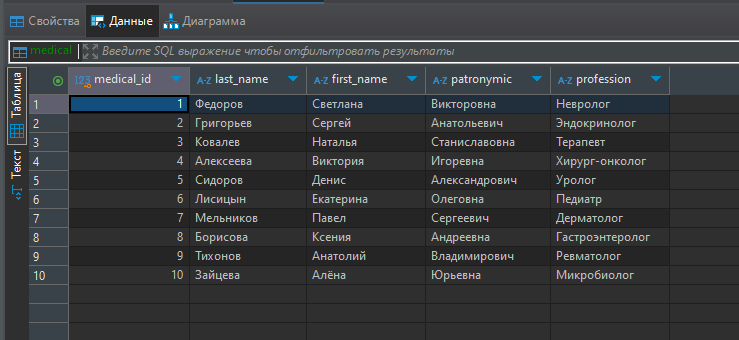 Свойства Данные Диаграмма
medical Введите SQL выражение чтобы отфильтровать результаты
Таблица
Текст
123 medical_id A-Z last_name A-Z first_name A-Z patronymic A-Z profession
1 1 Федоров Светлана Викторовна Невролог
2 2 Григорьев Сергей Анатольевич Эндокринолог
3 3 Ковалев Наталья Станиславовна Терапевт
4 4 Алексеева Виктория Игоревна Хирург-онколог
5 5 Сидоров Денис Александрович Уролог
6 6 Лисицын Екатерина Олеговна Педиатр
7 7 Мельников Павел Сергеевич Дерматолог
8 8 Борисова Ксения Андреевна Гастроэнтеролог
9 9 Тихонов Анатолий Владимирович Ревматолог
10 10 Зайцева Алёна Юрьевна Микробиолог